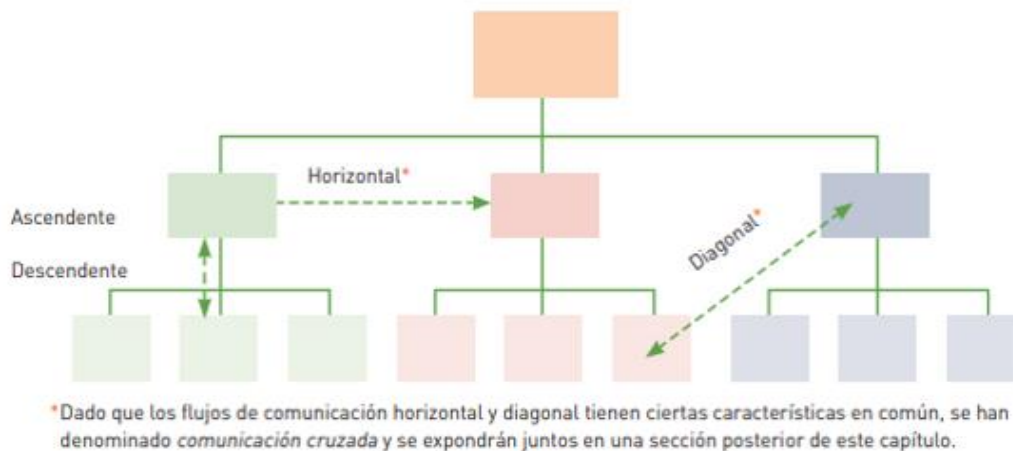 Horizontal*
Ascendente
Diagonal*
Descendente
*Dado que los flujos de comunicación horizontal y diagonal tienen ciertas características en común, se han
denominado comunicación cruzada y se expondrán juntos en una sección posterior de este capítulo.